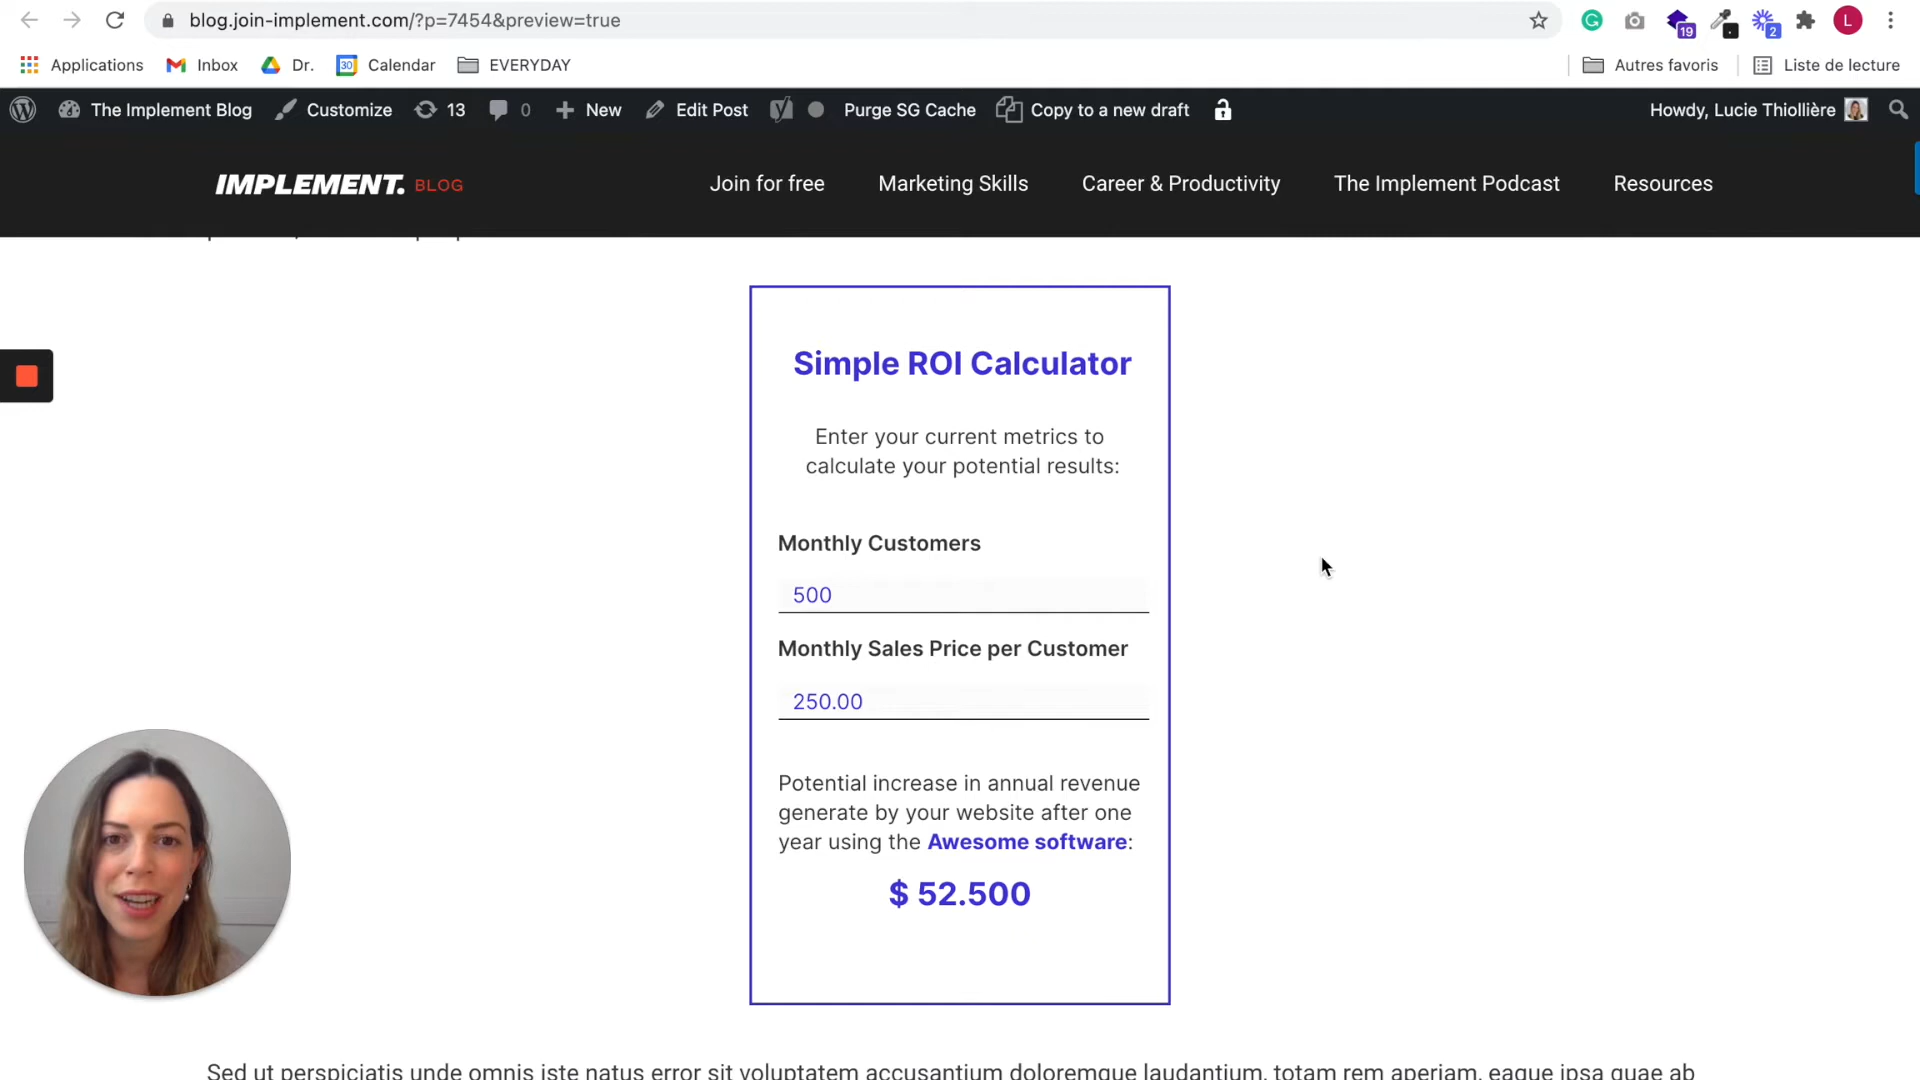 blog.join-implement.com/?p=7454&preview=true
19
2
L
Applications
Inbox
Dr.
30
Calendar
EVERYDAY
Autres favoris
Liste de lecture
The Implement Blog
Customize
13
0
New
Edit Post
Purge SG Cache
Copy to a new draft
Howdy, Lucie Thiollière
IMPLEMENT. BLOG
Join for free
Marketing Skills
Career & Productivity
The Implement Podcast
Resources
Simple ROI Calculator
Enter your current metrics to
calculate your potential results:
Monthly Customers
500
Monthly Sales Price per Customer
250.00
Potential increase in annual revenue
generate by your website after one
year using the Awesome software:
$ 52.500
Sed ut perspiciatis unde omnis iste natus error sit voluptatem accusantium doloremque laudantium, totam rem aperiam, eaque ipsa quae ab